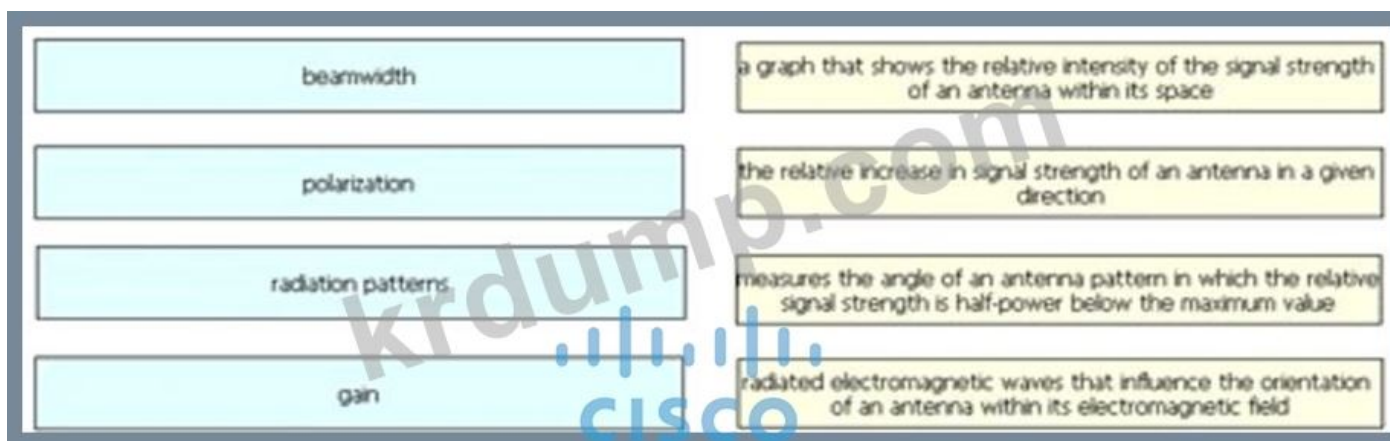 beamwidth
a graph that shows the relative intensity of the signal strength
of an antenna within its space
polarization
the relative increase in signal strength of an antenna in a given
direction
radiation patterns
measures the angle of an antenna pattern in which the relative
signal strength is half-power below the maximum value
gain
radiated electromagnetic waves that influence the orientation
of an antenna within its electromagnetic field
krdump.com
CISCO